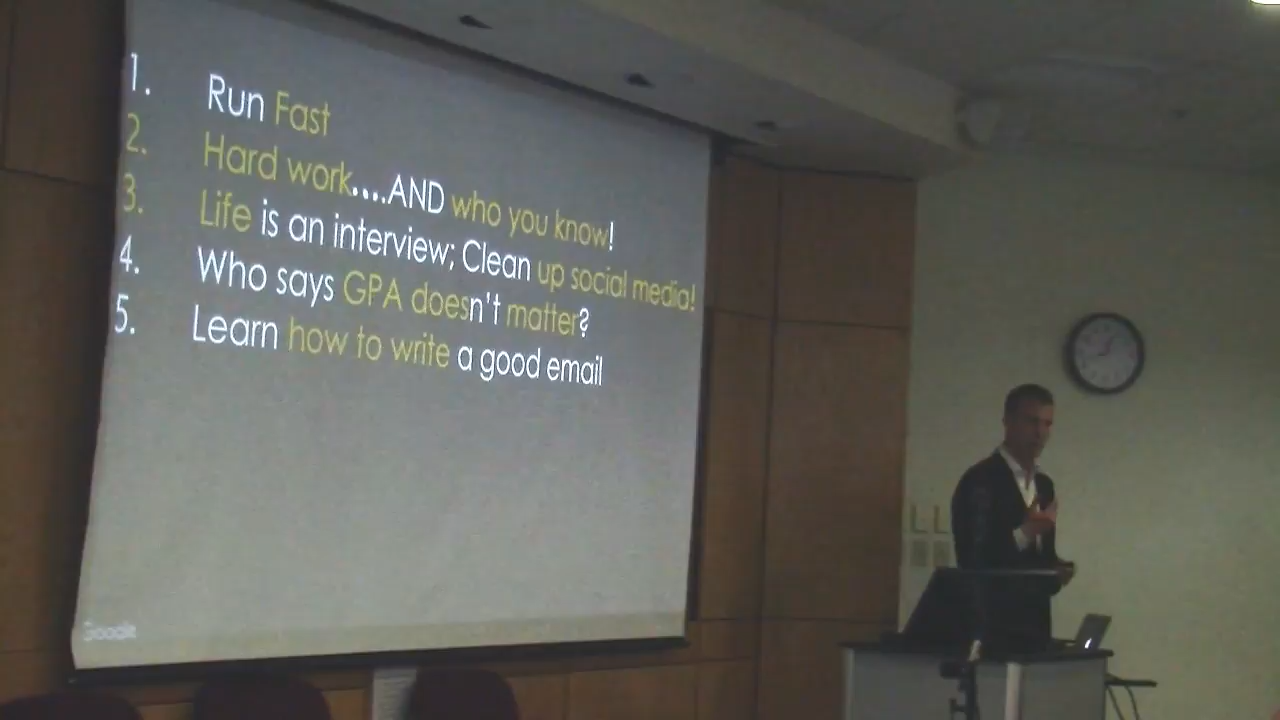 1. Run Fast
2. Hard work....AND who you know!
3. Life is an interview; Clean up social media!
4. Who says GPA doesn't matter?
5. Learn how to write a good email
Google